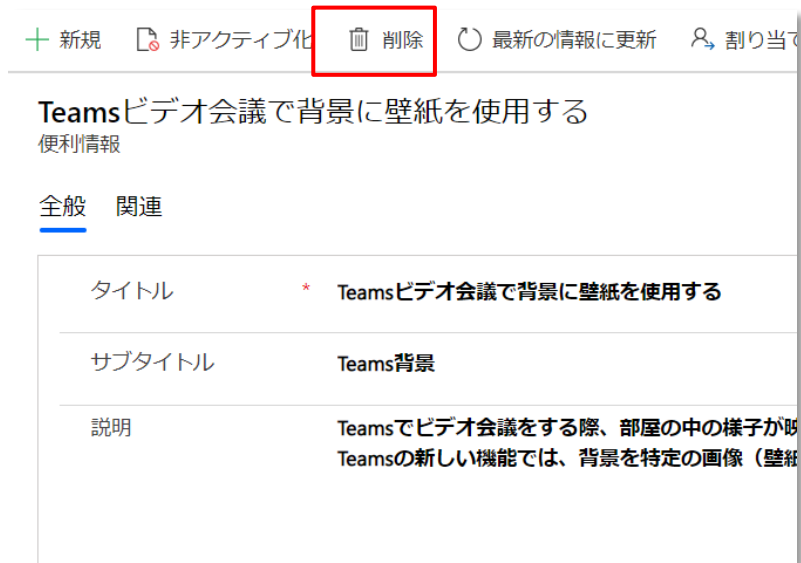 新規 非アクティブ化 削除 最新の情報に更新 割り当て
Teamsビデオ会議で背景に壁紙を使用する
便利情報
全般 関連
タイトル * Teamsビデオ会議で背景に壁紙を使用する
サブタイトル Teams背景
説明 Teamsでビデオ会議をする際、部屋の中の様子が映
Teamsの新しい機能では、背景を特定の画像（壁紙